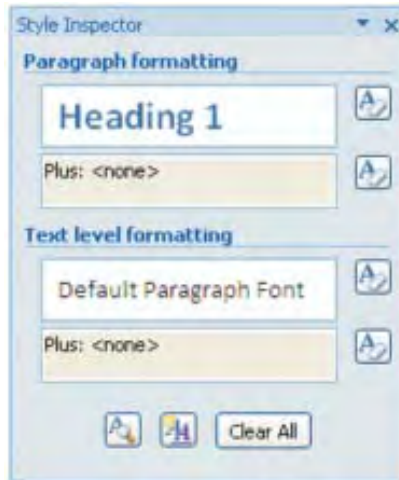 Style Inspector
Paragraph formatting
Heading 1
Plus: <none>
Text level formatting
Default Paragraph Font
Plus: <none>
Clear All